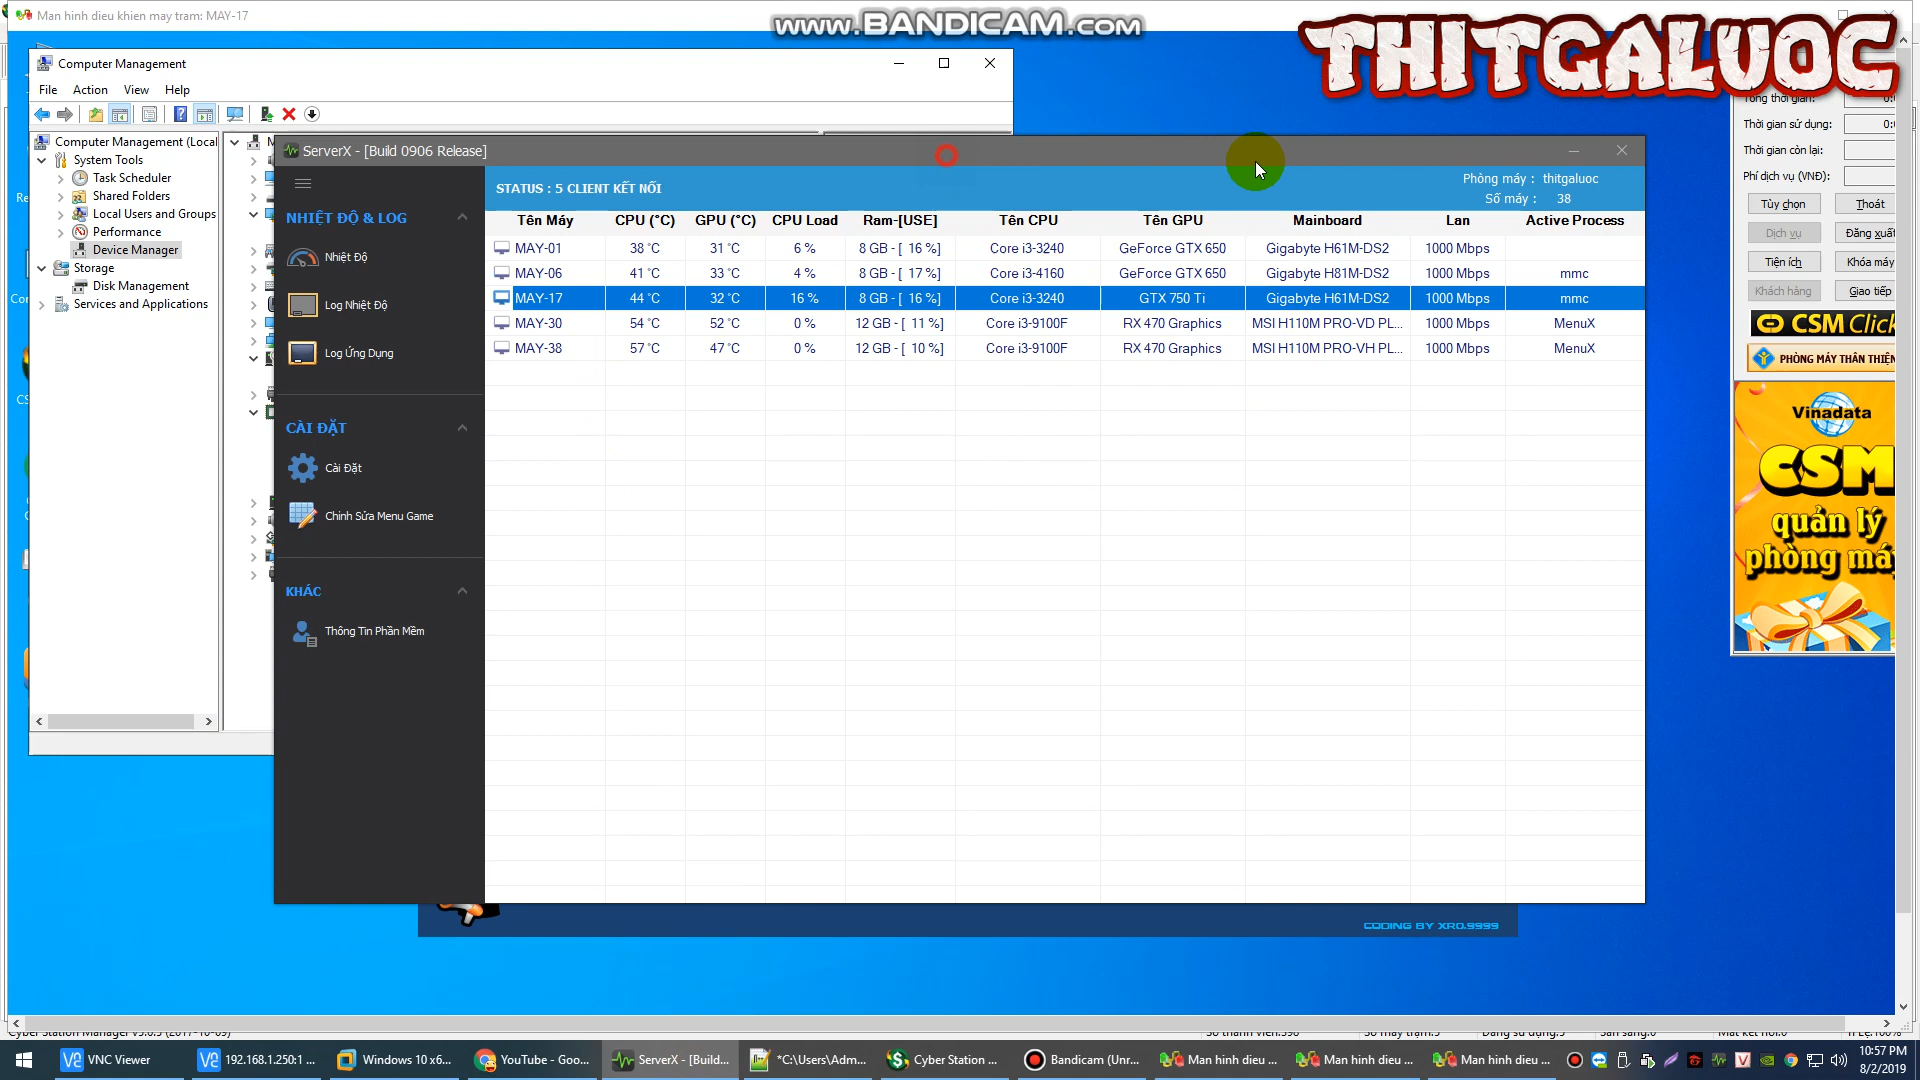 Man hinh dieu khien may tram: MAY-17
www.BANDICAM.com
THITGALUOC
Computer Management
File Action View Help
Computer Management (Local
System Tools
Task Scheduler
Shared Folders
Local Users and Groups
Performance
Device Manager
Storage
Disk Management
Services and Applications
ServerX - [Build 0906 Release]
NHIỆT ĐỘ & LOG
Nhiệt Độ
Log Nhiệt Độ
Log Ứng Dụng
CÀI ĐẶT
Cài Đặt
Chỉnh Sửa Menu Game
KHÁC
Thông Tin Phần Mềm
STATUS : 5 CLIENT KẾT NỐI
Phòng máy : thitgaluoc
Số máy : 38
Tên Máy CPU (°C) GPU (°C) CPU Load Ram-[USE] Tên CPU Tên GPU Mainboard Lan Active Process
MAY-01 38 °C 31 °C 6 % 8 GB - [ 16 %] Core i3-3240 GeForce GTX 650 Gigabyte H61M-DS2 1000 Mbps
MAY-06 41 °C 33 °C 4 % 8 GB - [ 17 %] Core i3-4160 GeForce GTX 650 Gigabyte H81M-DS2 1000 Mbps mmc
MAY-17 44 °C 32 °C 16 % 8 GB - [ 16 %] Core i3-3240 GTX 750 Ti Gigabyte H61M-DS2 1000 Mbps mmc
MAY-30 54 °C 52 °C 0 % 12 GB - [ 11 %] Core i3-9100F RX 470 Graphics MSI H110M PRO-VD PL... 1000 Mbps MenuX
MAY-38 57 °C 47 °C 0 % 12 GB - [ 10 %] Core i3-9100F RX 470 Graphics MSI H110M PRO-VH PL... 1000 Mbps MenuX
Tổng thời gian:
Thời gian sử dụng: 0:
Thời gian còn lại:
Phí dịch vụ (VNĐ):
Tùy chọn Thoát
Dịch vụ Đăng xuất
Tiện ích Khóa máy
Khách hàng Giao tiếp
CSM Click
PHÒNG MÁY THÂN THIỆN
Vinadata
CSM
quản lý
phòng má
CODING BY XRO.9999
Cyber Station Manager v5.0.5 (2017-10-09)
VNC Viewer 192.168.1.250:1 ... Windows 10 x6... YouTube - Goo... ServerX - [Build... *C:\Users\Adm... Cyber Station ... Bandicam (Unr... Man hinh dieu ... Man hinh dieu ... Man hinh dieu ...
10:57 PM
8/2/2019